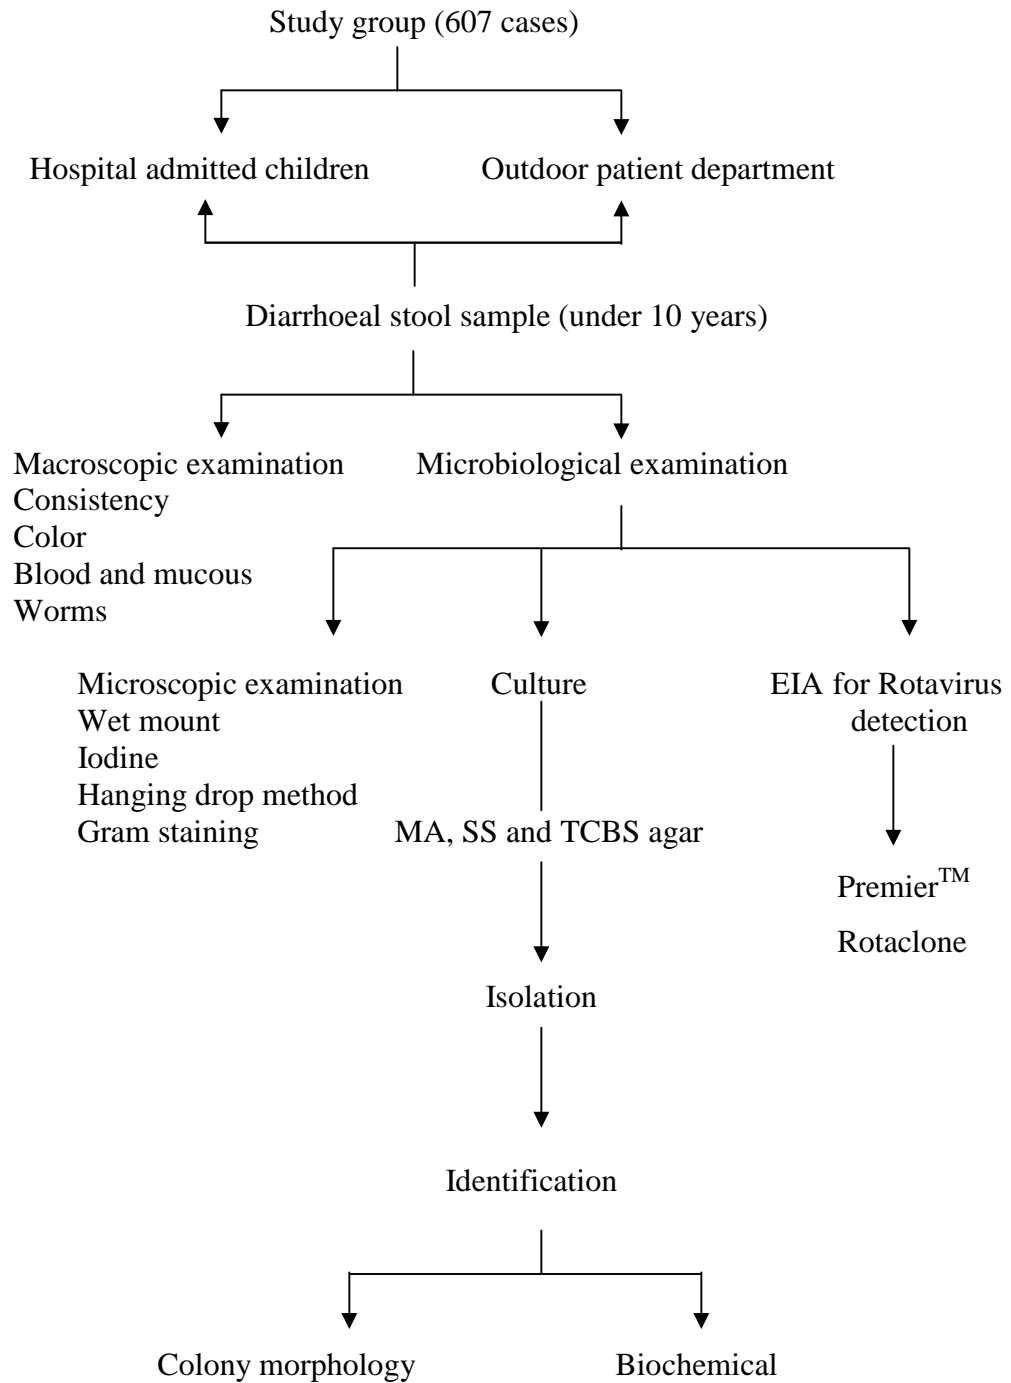 Study group (607 cases)
Hospital admitted children
Outdoor patient department
Diarrhoeal stool sample (under 10 years)
Macroscopic examination
Consistency
Color
Blood and mucous
Worms
Microbiological examination
Microscopic examination
Wet mount
Iodine
Hanging drop method
Gram staining
Culture
MA, SS and TCBS agar
EIA for Rotavirus
detection
Premier™
Rotaclone
Isolation
Identification
Colony morphology
Biochemical